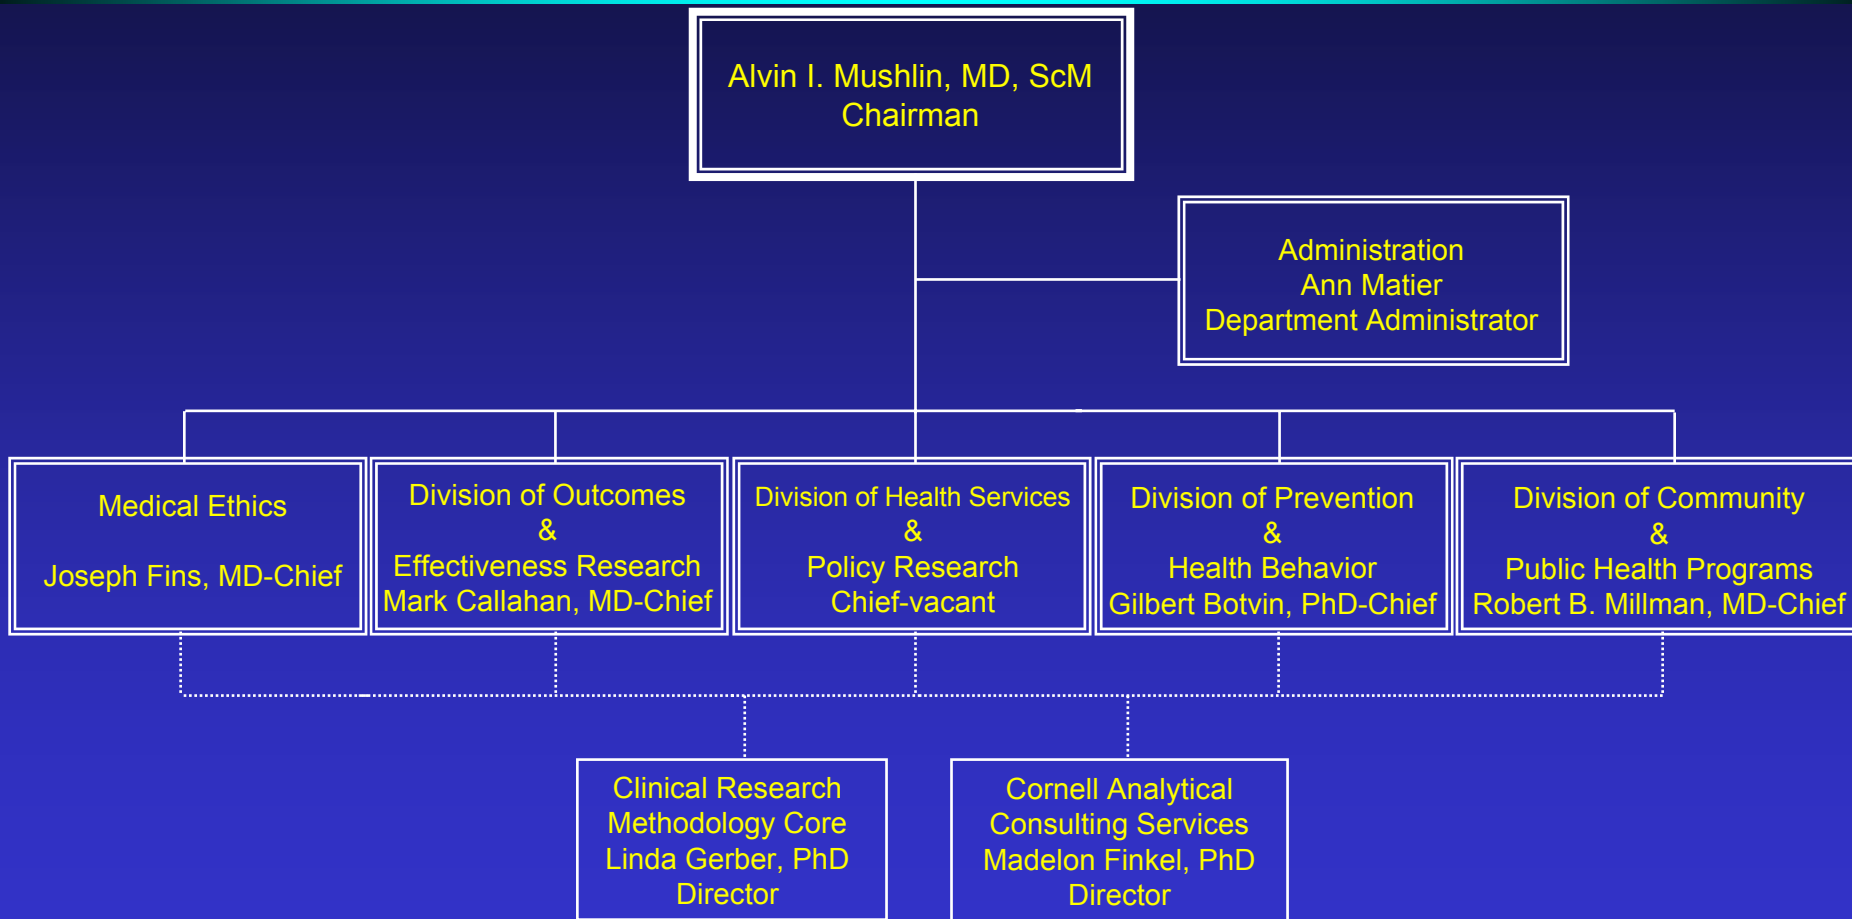 Alvin I. Mushlin, MD, ScM
Chairman
Administration
Ann Matier
Department Administrator
Medical Ethics
Joseph Fins, MD-Chief
Division of Outcomes
&
Effectiveness Research
Mark Callahan, MD-Chief
Division of Health Services
&
Policy Research
Chief-vacant
Division of Prevention
&
Health Behavior
Gilbert Botvin, PhD-Chief
Division of Community
&
Public Health Programs
Robert B. Millman, MD-Chief
Clinical Research
Methodology Core
Linda Gerber, PhD
Director
Cornell Analytical
Consulting Services
Madelon Finkel, PhD
Director